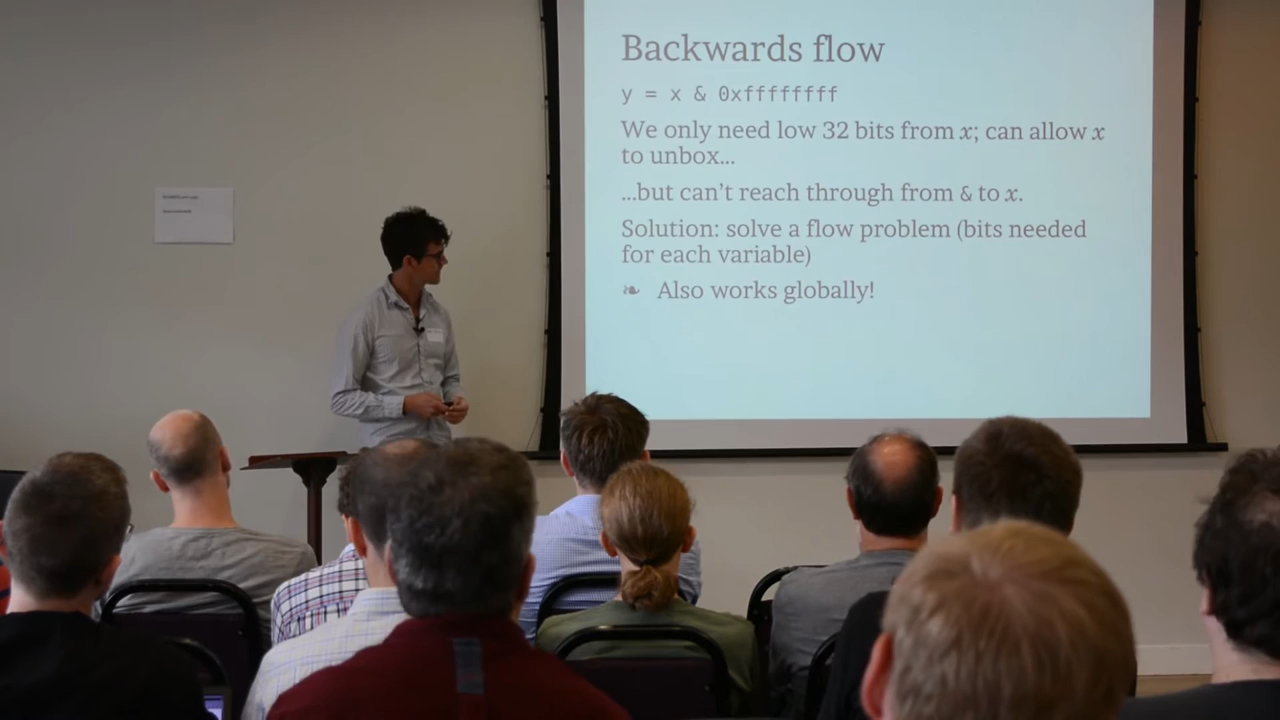 Backwards flow
y = x & 0xffffffff
We only need low 32 bits from x; can allow x
to unbox...
...but can't reach through from & to x.
Solution: solve a flow problem (bits needed
for each variable)
❧ Also works globally!